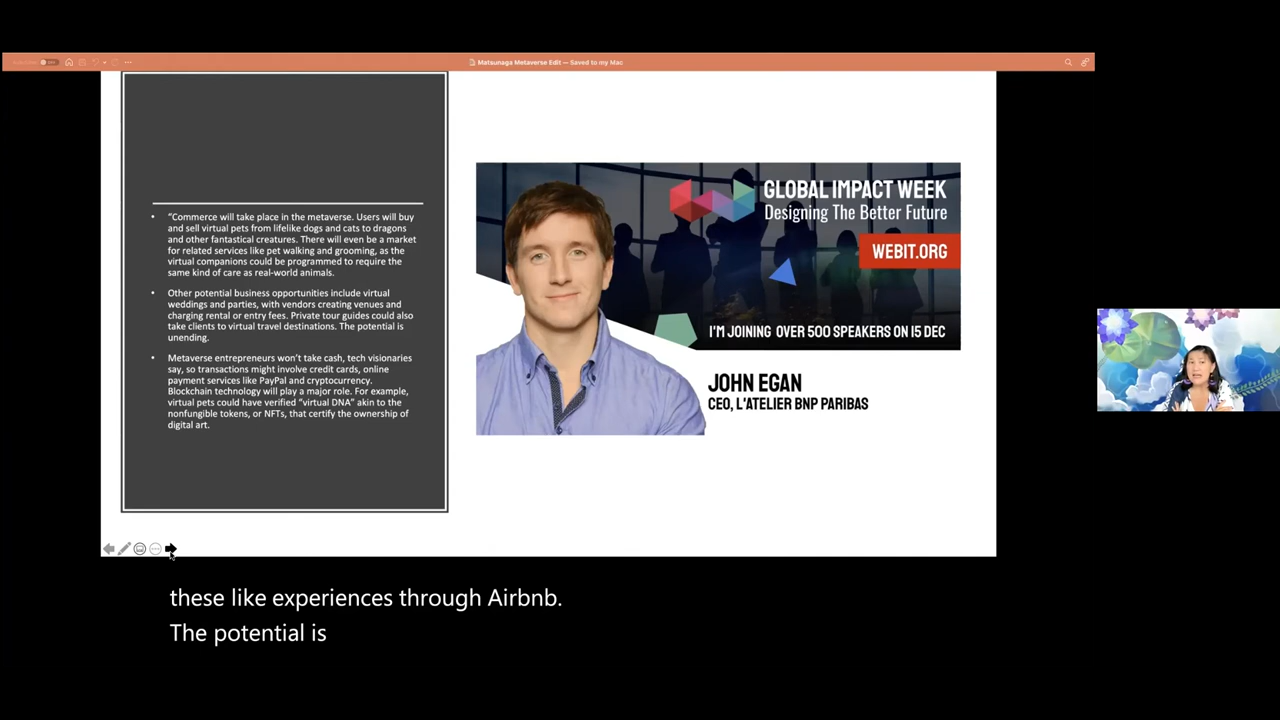 Matsunaga Metaverse Edit — Saved to my Mac
• “Commerce will take place in the metaverse. Users will buy
and sell virtual pets from lifelike dogs and cats to dragons
and other fantastical creatures. There will even be a market
for related services like pet walking and grooming, as the
virtual companions could be programmed to require the
same kind of care as real-world animals.
• Other potential business opportunities include virtual
weddings and parties, with vendors creating venues and
charging rental or entry fees. Private tour guides could also
take clients to virtual travel destinations. The potential is
unending.
• Metaverse entrepreneurs won’t take cash, tech visionaries
say, so transactions might involve credit cards, online
payment services like PayPal and cryptocurrency.
Blockchain technology will play a major role. For example,
virtual pets could have verified “virtual DNA” akin to the
nonfungible tokens, or NFTs, that certify the ownership of
digital art.
GLOBAL IMPACT WEEK
Designing The Better Future
WEBIT.ORG
I'M JOINING OVER 500 SPEAKERS ON 15 DEC
JOHN EGAN
CEO, L'ATELIER BNP PARIBAS
these like experiences through Airbnb.
The potential is